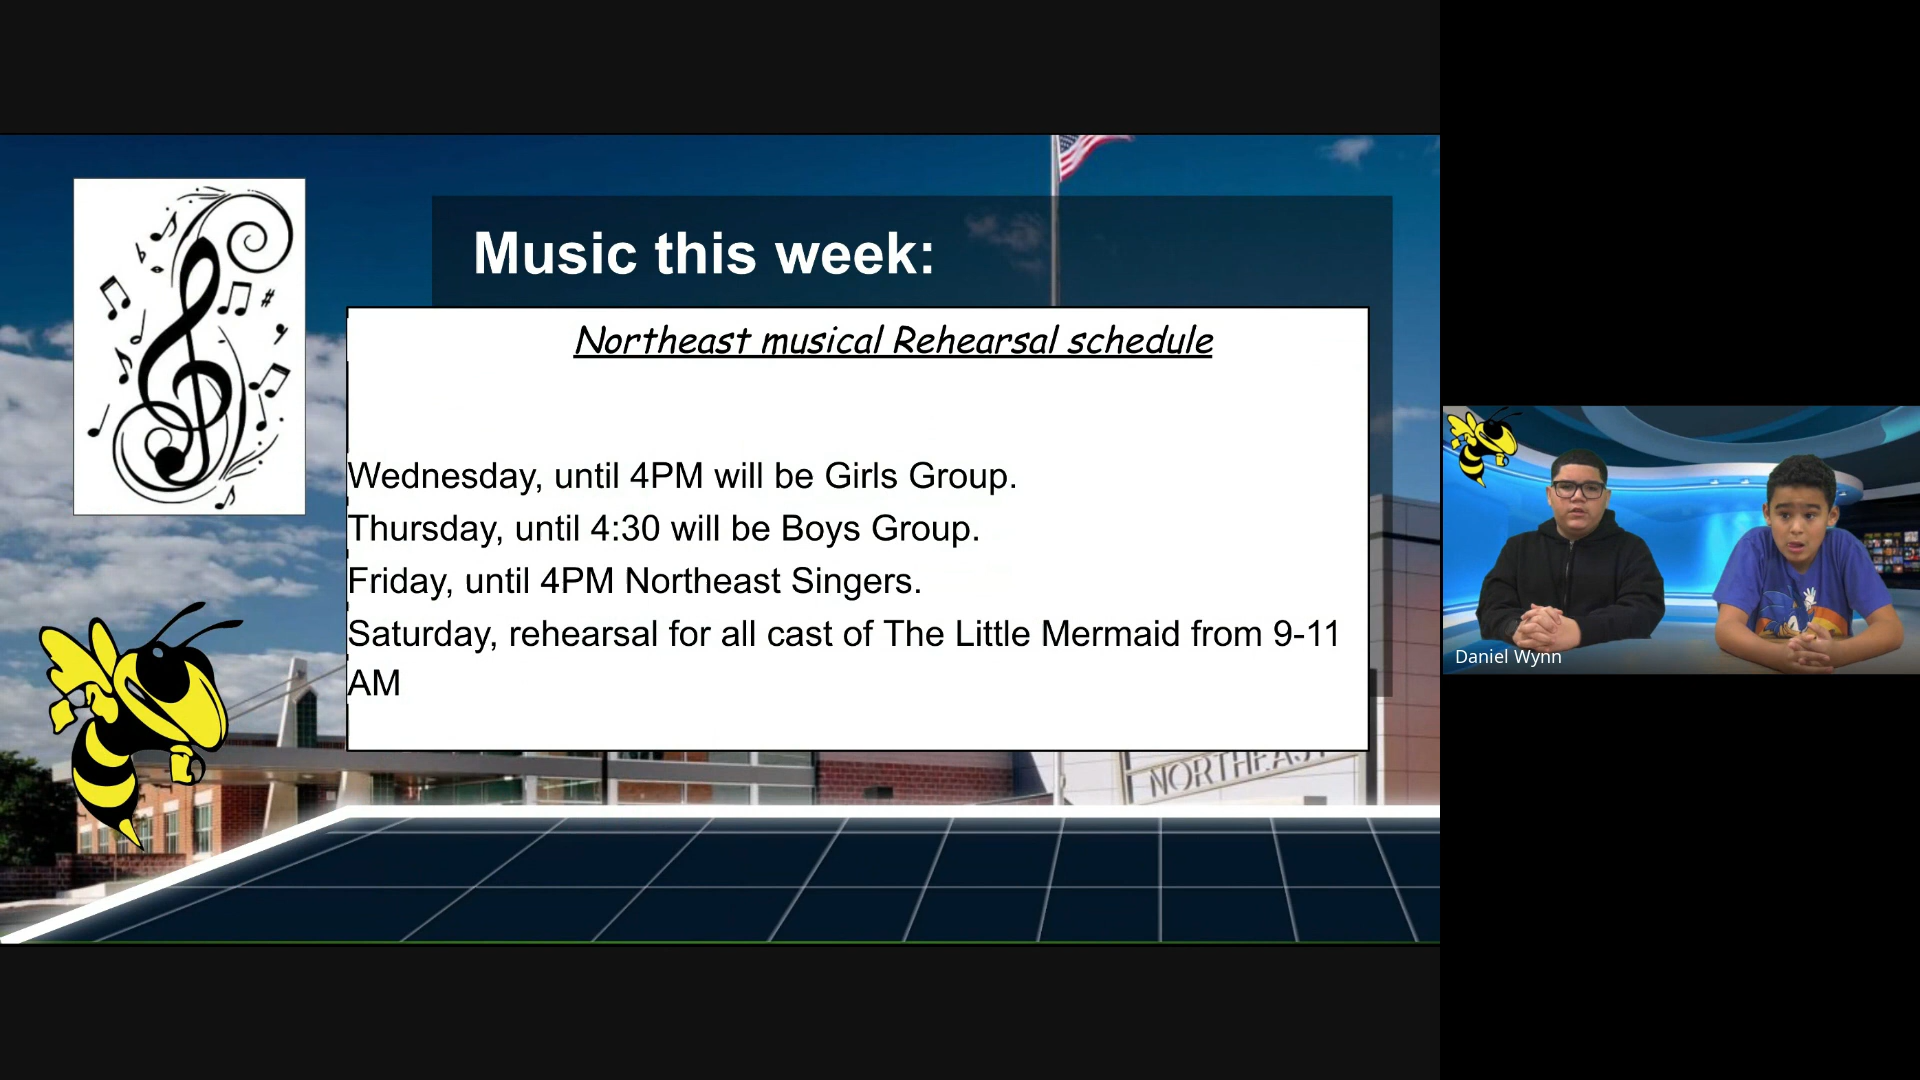 Music this week:
Northeast musical Rehearsal schedule
Wednesday, until 4PM will be Girls Group.
Thursday, until 4:30 will be Boys Group.
Friday, until 4PM Northeast Singers.
Saturday, rehearsal for all cast of The Little Mermaid from 9-11
AM
NORTHEAST
Daniel Wynn